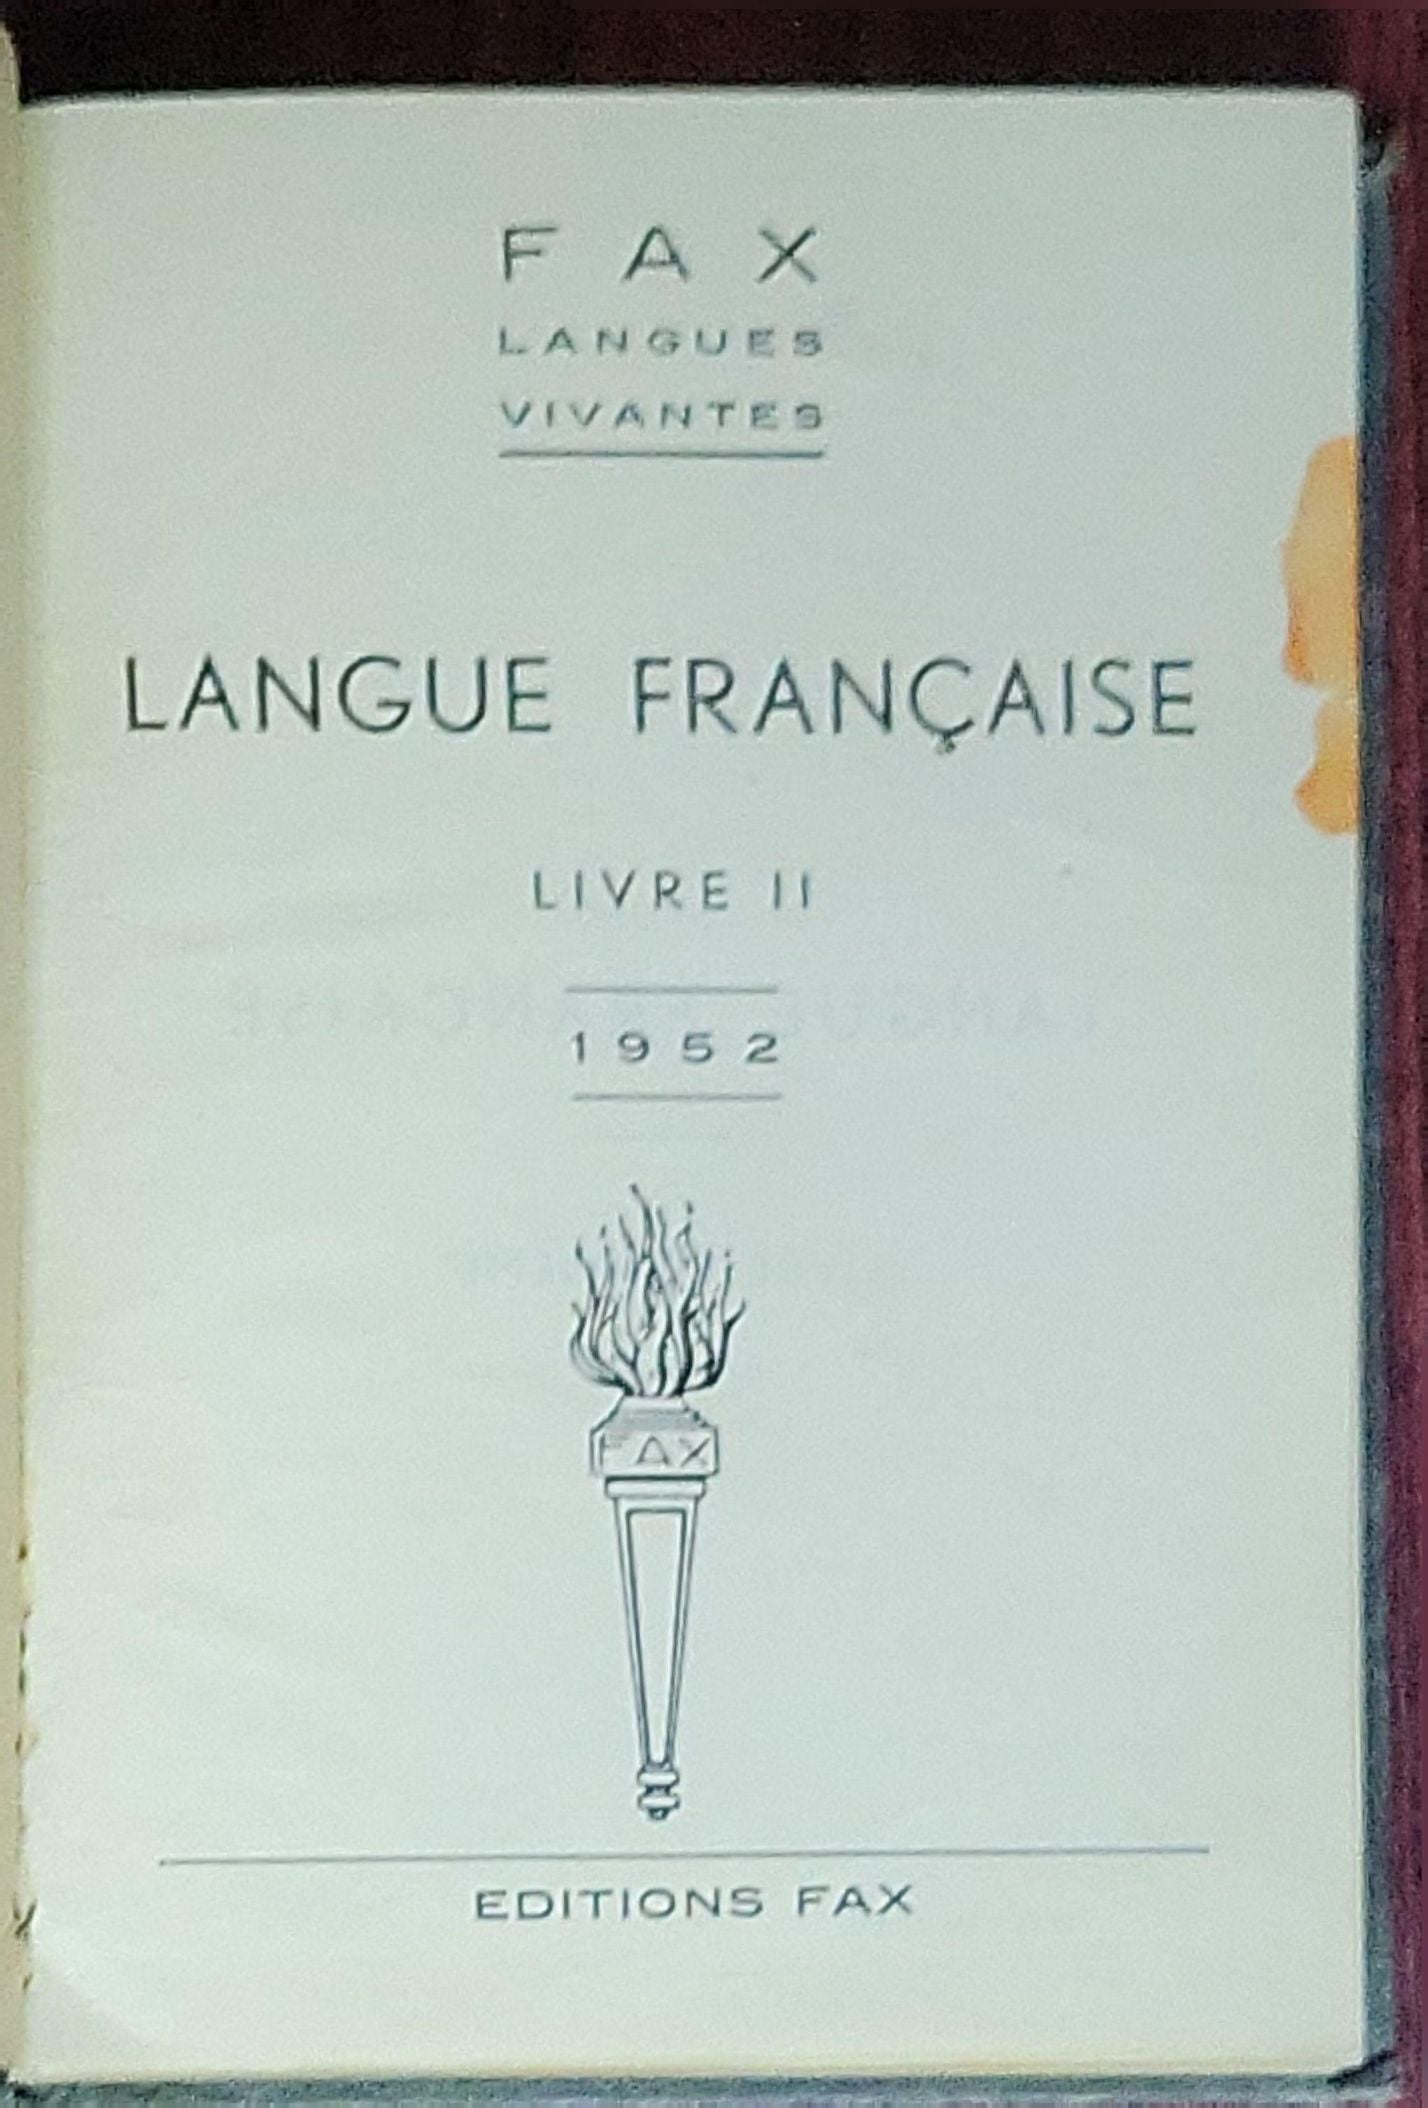 FAX
LANGUES
VIVANTES
LANGUE FRANÇAISE
LIVRE II
1952
FAX
EDITIONS FAX